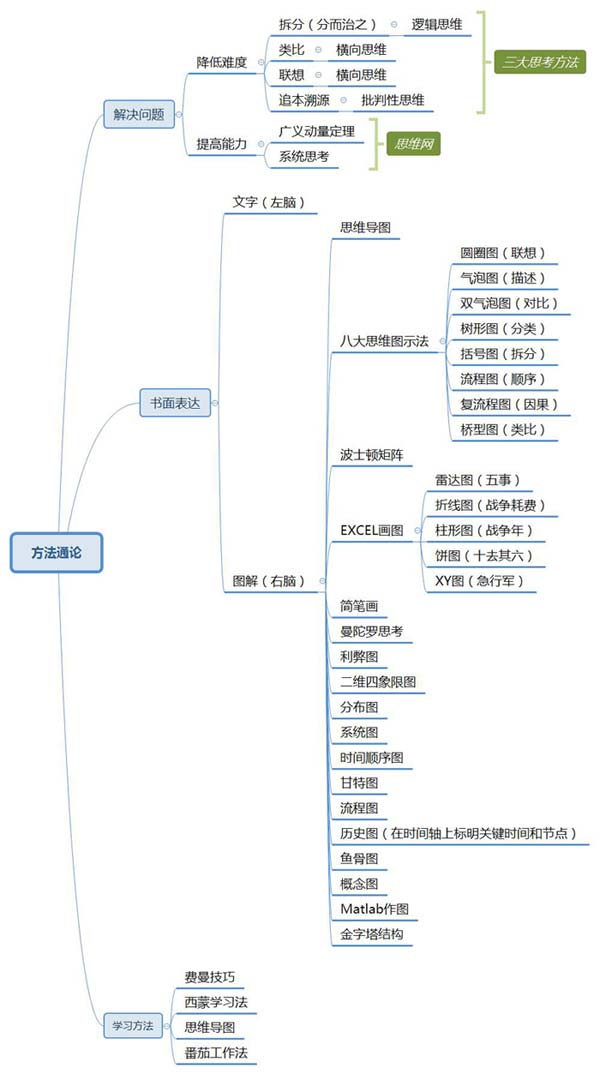 拆分（分而治之）
逻辑思维
类比
横向思维
降低难度
三大思考方法
联想
横向思维
追本溯源
批判性思维
解决问题
广义动量定理
提高能力
思维网
系统思考
文字（左脑）
思维导图
圆圈图（联想）
气泡图（描述）
双气泡图（对比）
树形图（分类）
八大思维图示法
括号图（拆分）
流程图（顺序）
复流程图（因果）
书面表达
桥型图（类比）
波士顿矩阵
雷达图（五事）
折线图（战争耗费）
EXCEL画图
柱形图（战争年）
饼图（十去其六）
方法通论
图解（右脑）
XY图（急行军）
简笔画
曼陀罗思考
利弊图
二维四象限图
分布图
系统图
时间顺序图
甘特图
流程图
历史图（在时间轴上标明关键时间和节点）
鱼骨图
概念图
Matlab作图
金字塔结构
费曼技巧
西蒙学习法
学习方法
思维导图
番茄工作法